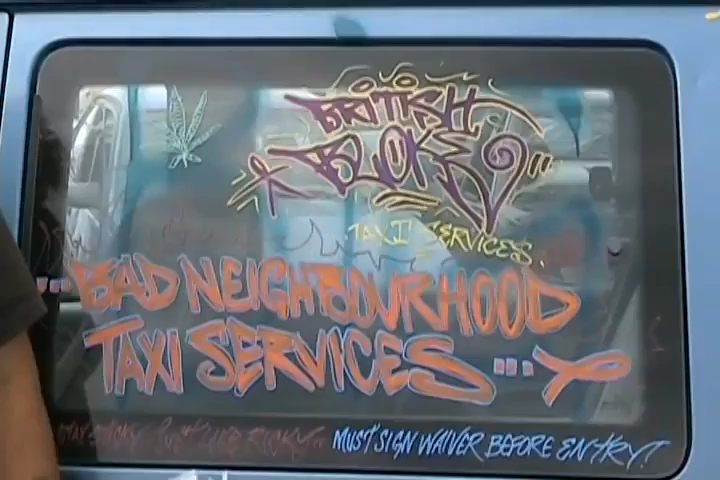 BRITISH
BLOKE
TAXI SERVICES.
BAD NEIGHBOURHOOD
TAXI SERVICES...
MUST SIGN WAIVER BEFORE ENTRY!